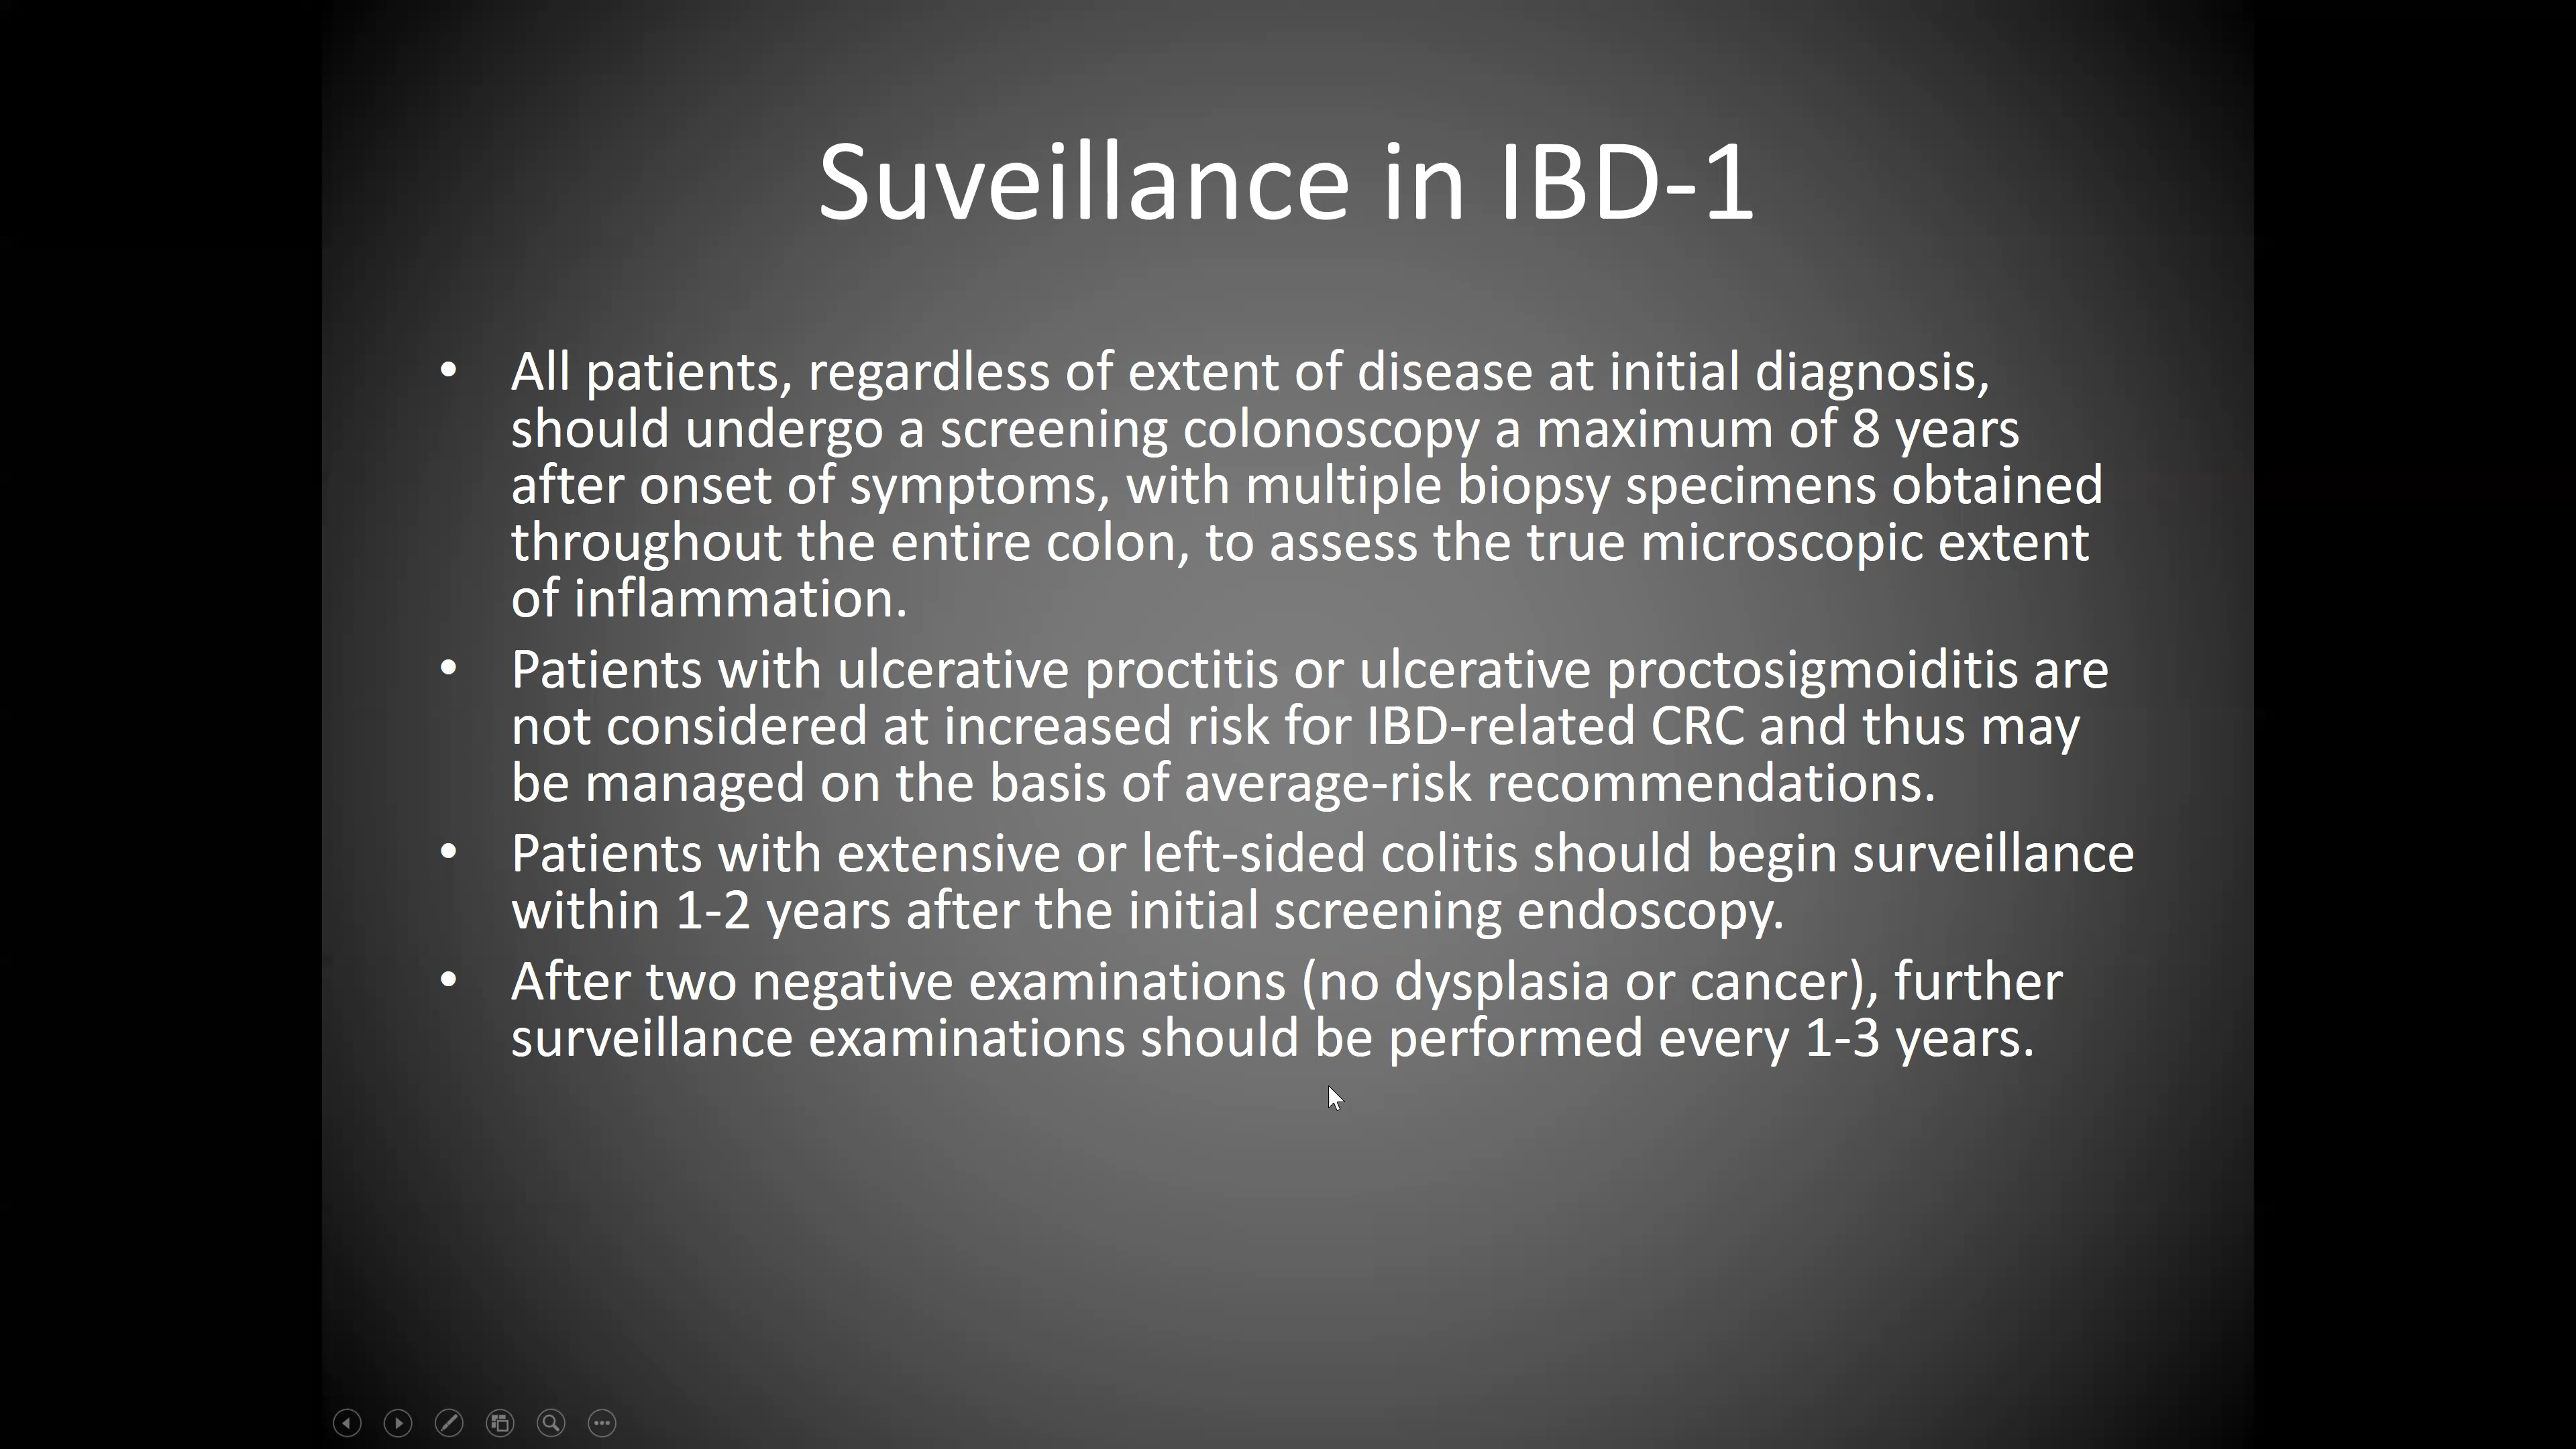 Suveillance in IBD-1
• All patients, regardless of extent of disease at initial diagnosis,
should undergo a screening colonoscopy a maximum of 8 years
after onset of symptoms, with multiple biopsy specimens obtained
throughout the entire colon, to assess the true microscopic extent
of inflammation.
• Patients with ulcerative proctitis or ulcerative proctosigmoiditis are
not considered at increased risk for IBD-related CRC and thus may
be managed on the basis of average-risk recommendations.
• Patients with extensive or left-sided colitis should begin surveillance
within 1-2 years after the initial screening endoscopy.
• After two negative examinations (no dysplasia or cancer), further
surveillance examinations should be performed every 1-3 years.